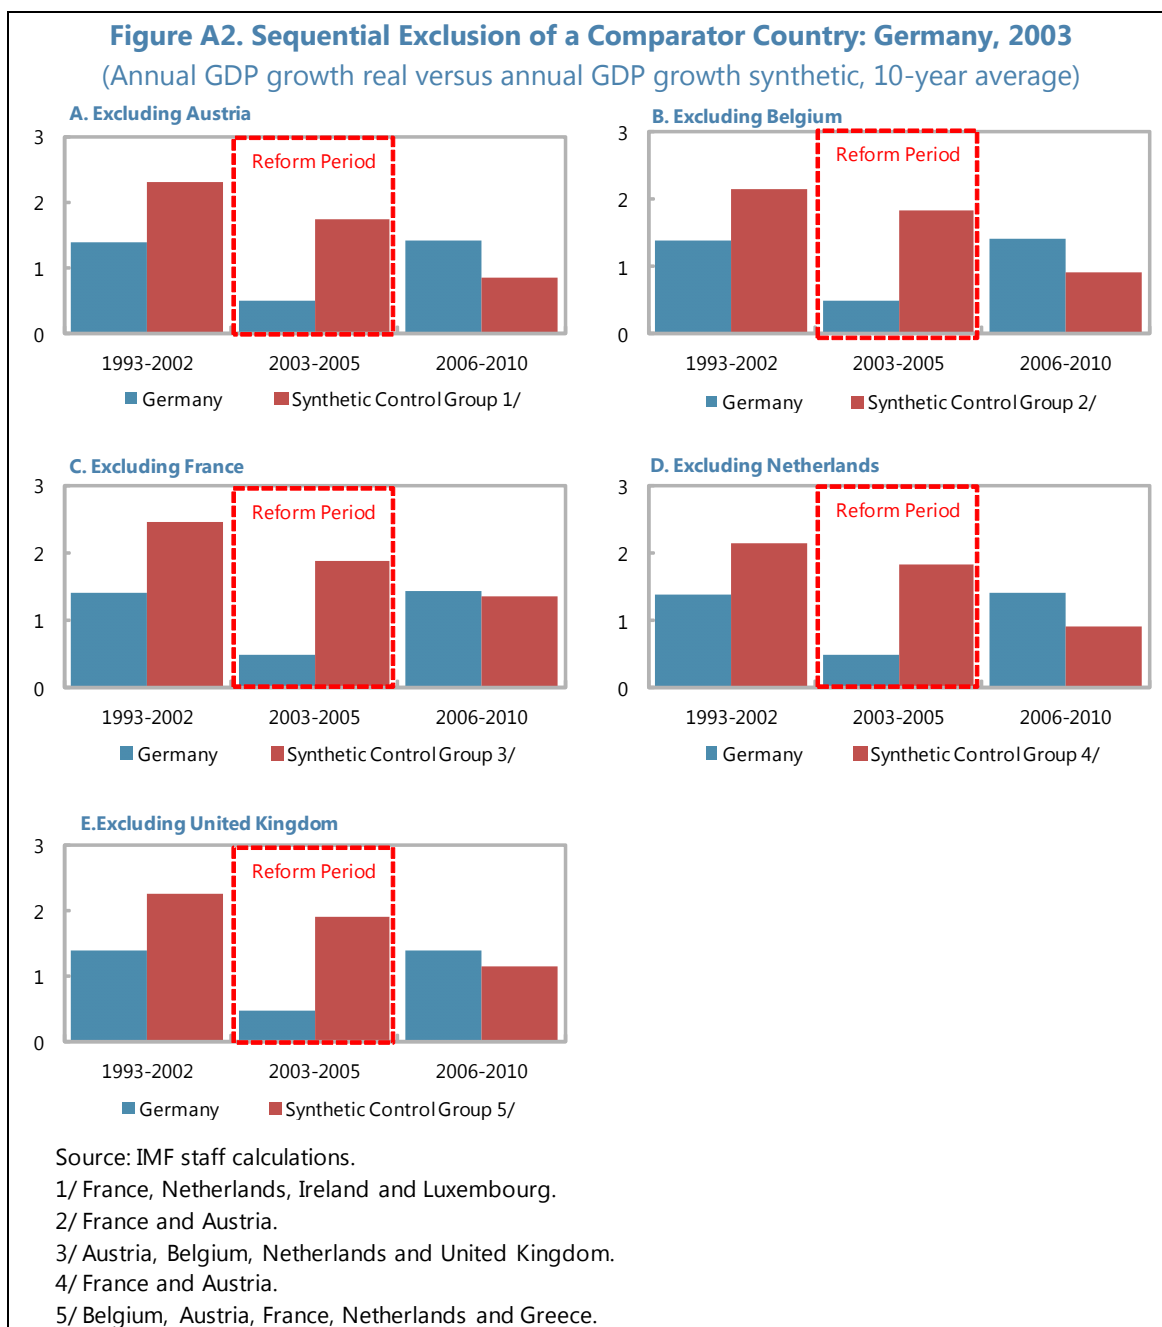 Figure A2. Sequential Exclusion of a Comparator Country: Germany, 2003
(Annual GDP growth real versus annual GDP growth synthetic, 10-year average)
A. Excluding Austria
3
2
1
0
Reform Period
1993-2002 2003-2005 2006-2010
Germany Synthetic Control Group 1/
B. Excluding Belgium
3
2
1
0
Reform Period
1993-2002 2003-2005 2006-2010
Germany Synthetic Control Group 2/
C. Excluding France
3
2
1
0
Reform Period
1993-2002 2003-2005 2006-2010
Germany Synthetic Control Group 3/
D. Excluding Netherlands
3
2
1
0
Reform Period
1993-2002 2003-2005 2006-2010
Germany Synthetic Control Group 4/
E.Excluding United Kingdom
3
2
1
0
Reform Period
1993-2002 2003-2005 2006-2010
Germany Synthetic Control Group 5/
Source: IMF staff calculations.
1/ France, Netherlands, Ireland and Luxembourg.
2/ France and Austria.
3/ Austria, Belgium, Netherlands and United Kingdom.
4/ France and Austria.
5/ Belgium, Austria, France, Netherlands and Greece.